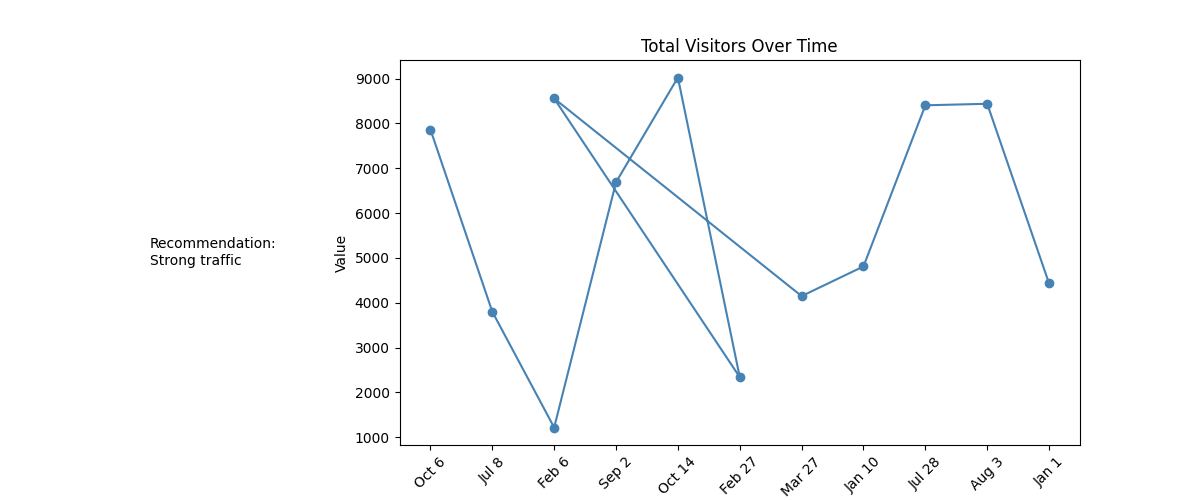 Total Visitors Over Time
Recommendation:
Strong traffic
Value
9000
8000
7000
6000
5000
4000
3000
2000
1000
Oct 6
Jul 8
Feb 6
Sep 2
Oct 14
Feb 27
Mar 27
Jan 10
Jul 28
Aug 3
Jan 1